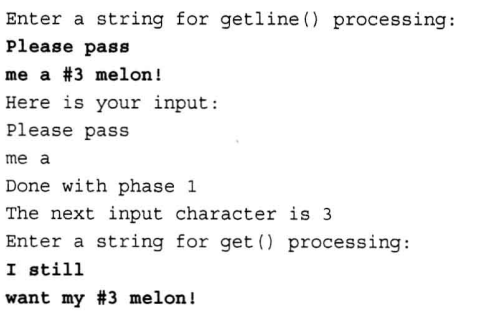 Enter a string for getline() processing:
Please pass
me a #3 melon!
Here is your input:
Please pass
me a
Done with phase 1
The next input character is 3
Enter a string for get() processing:
I still
want my #3 melon!